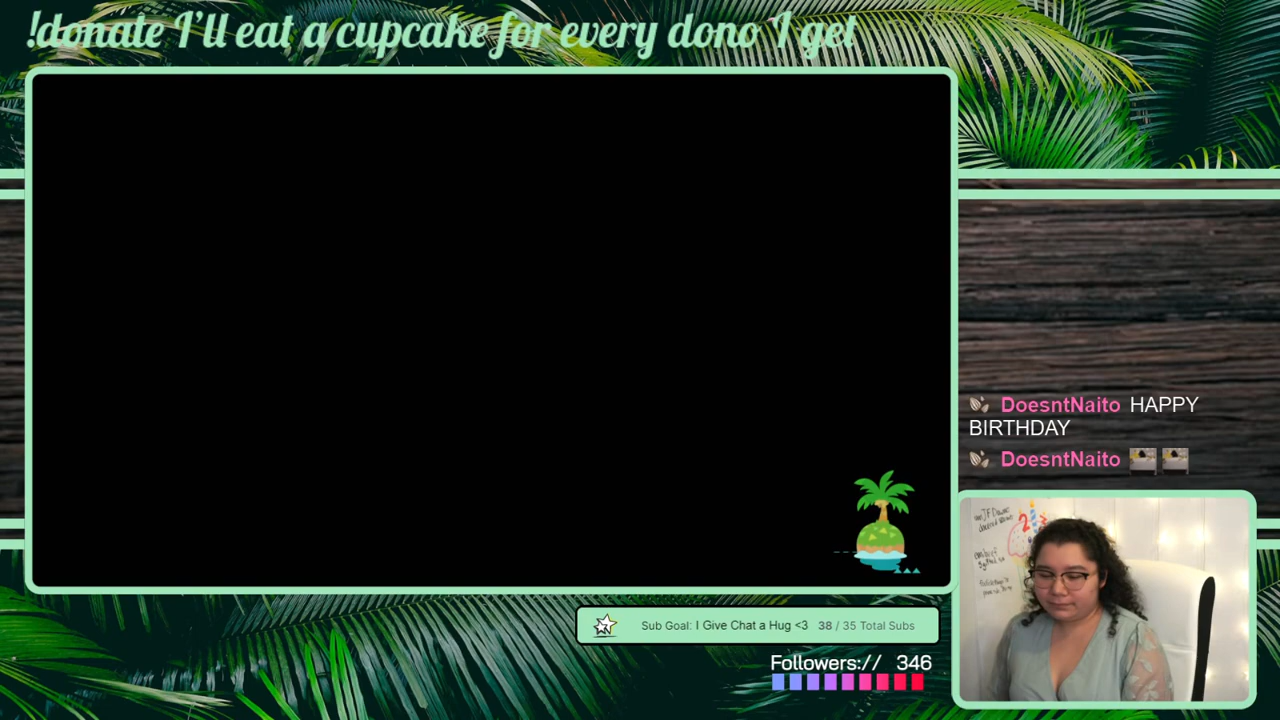 !donate I'll eat a cupcake for every dono I get
DoesntNaito HAPPY
BIRTHDAY
DoesntNaito
Sub Goal: I Give Chat a Hug <3 38 / 35 Total Subs
Followers:// 346